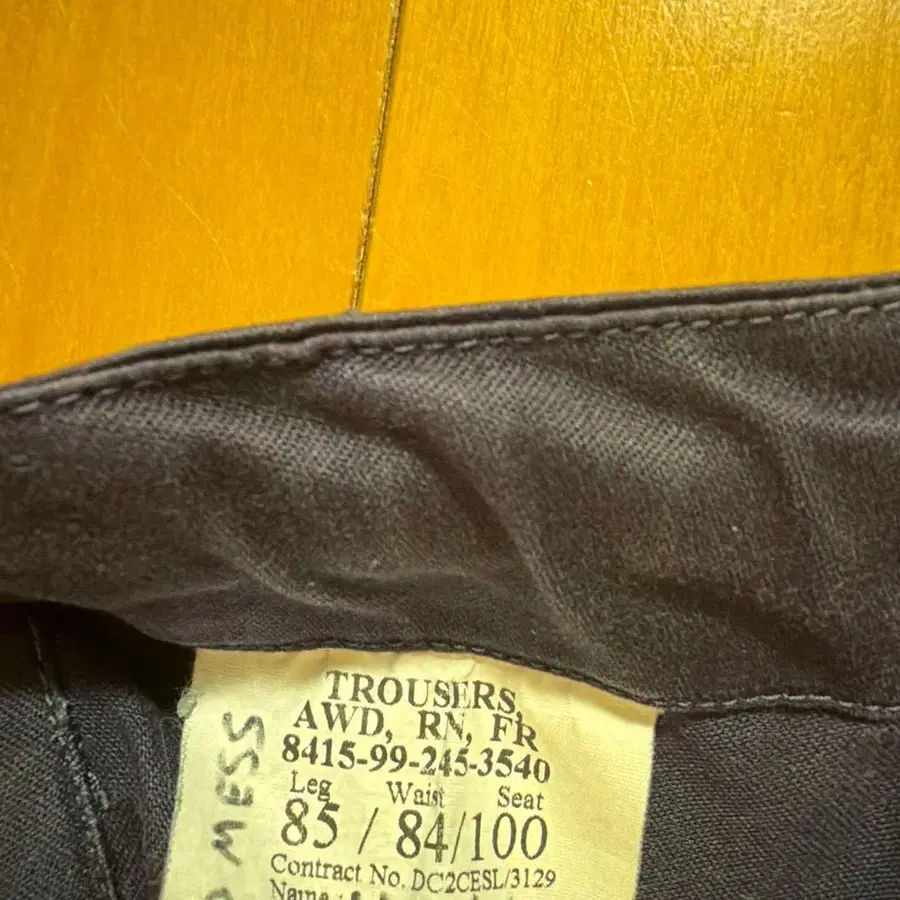 TROUSERS,
AWD, RN, FR
8415-99-245-3540
Leg Waist Seat
85 / 84/100
Contract No. DC2CESL/3129
Name :
MESS